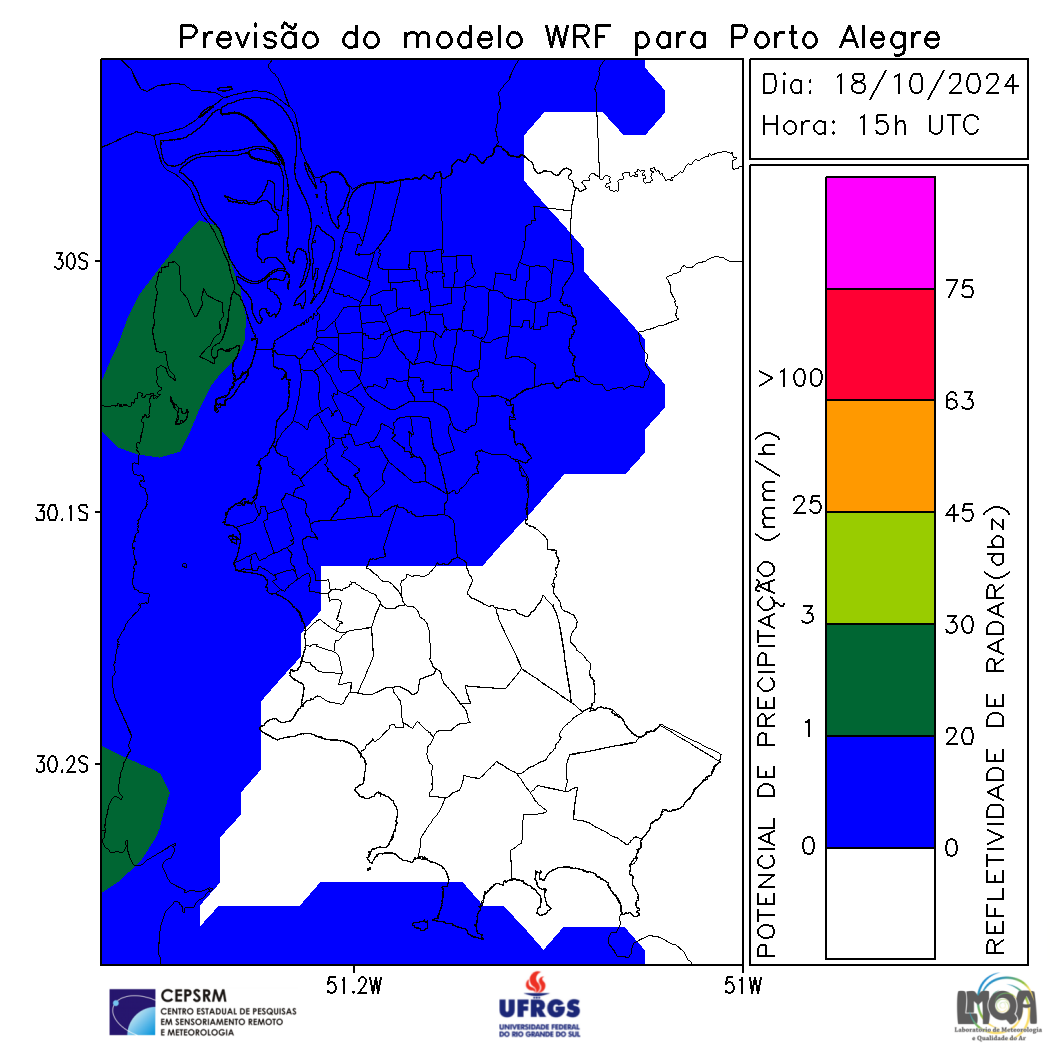 Previsão do modelo WRF para Porto Alegre
Dia: 18/10/2024
Hora: 15h UTC
30S
30.1S
30.2S
51.2W
51W
POTENCIAL DE PRECIPITAÇÃO (mm/h)
>100
25
3
1
0
75
63
45
30
20
0
REFLETIVIDADE DE RADAR(dbz)
CEPSRM
CENTRO ESTADUAL DE PESQUISAS
EM SENSORIAMENTO REMOTO
E METEOROLOGIA
UFRGS
UNIVERSIDADE FEDERAL
DO RIO GRANDE DO SUL
LMQA
Laboratório de Meteorologia
e Qualidade do Ar